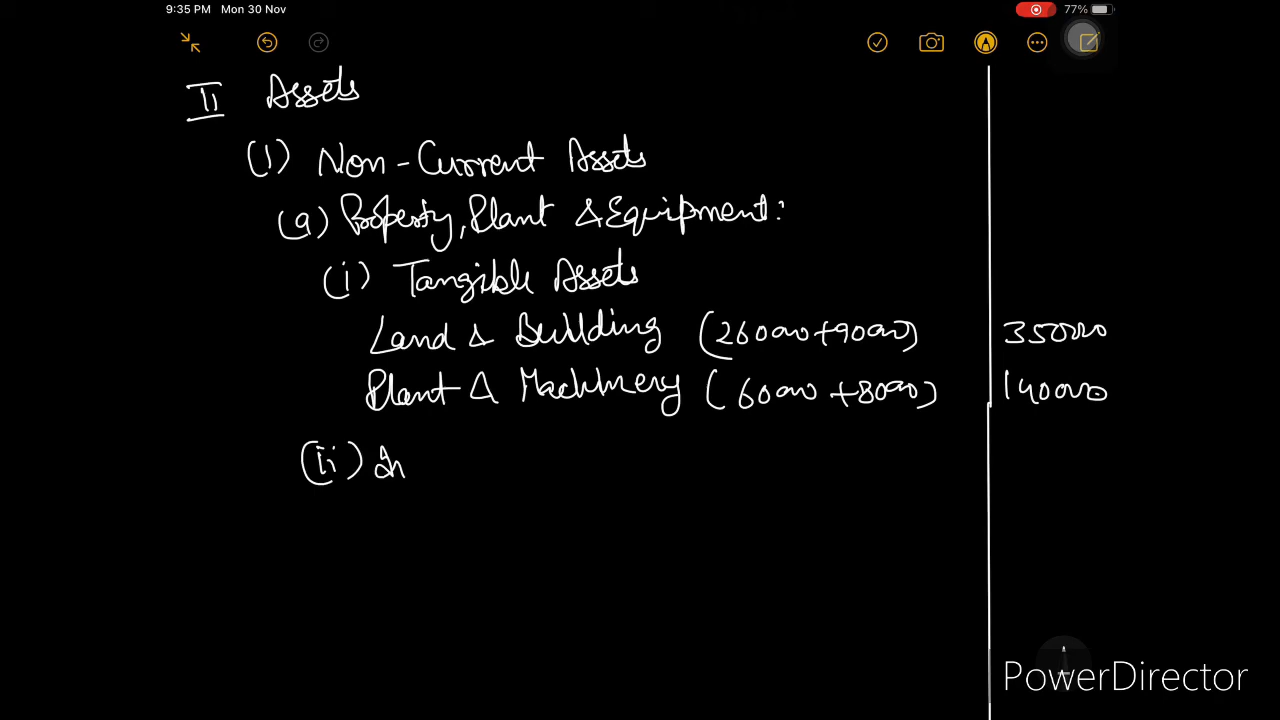 9:35 PM Mon 30 Nov 77%
II Assets
(1) Non-Current Assets
(a) Property, Plant & Equipment:
(i) Tangible Assets
Land & Building (260000+90000) 350000
Plant & Machinery (60000+80000) 140000
(ii) In
PowerDirector